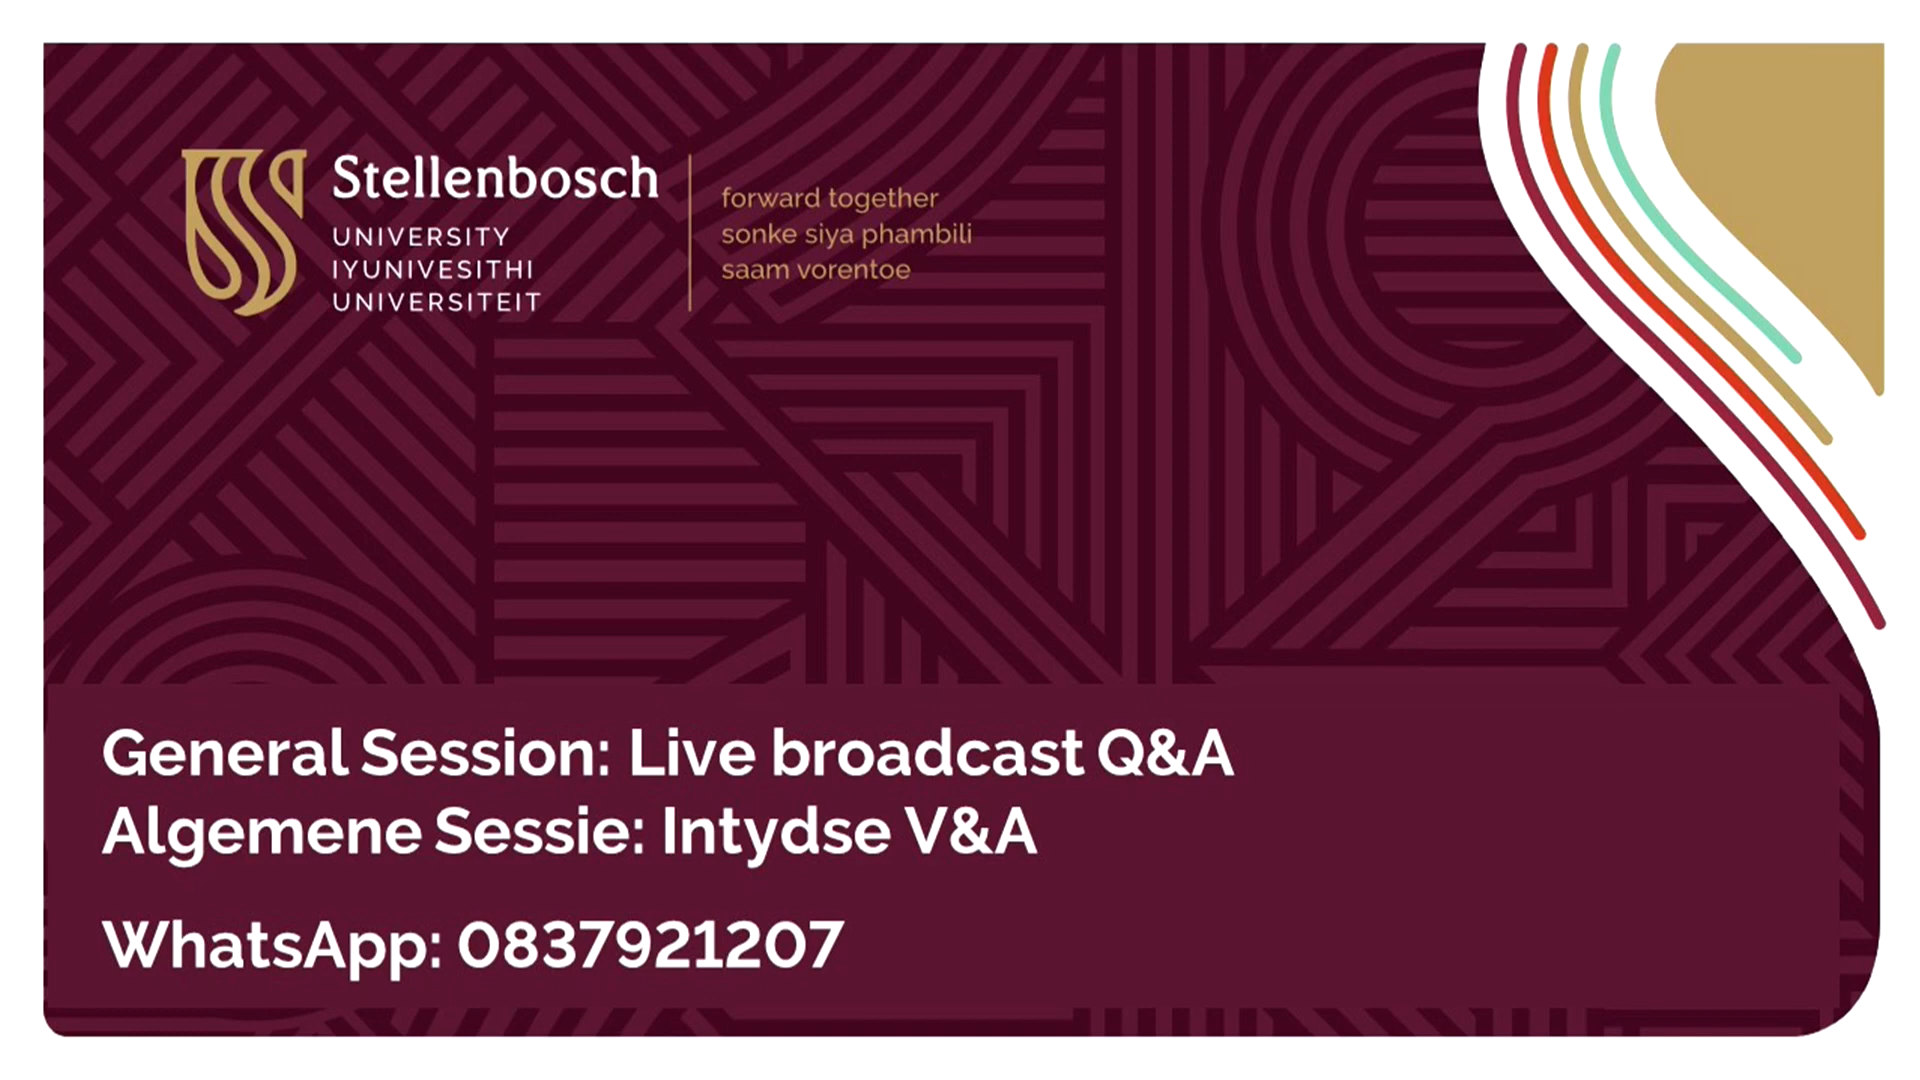 Stellenbosch
UNIVERSITY
IYUNIVESITHI
UNIVERSITEIT
forward together
sonke siya phambili
saam vorentoe
General Session: Live broadcast Q&A
Algemene Sessie: Intydse V&A
WhatsApp: 0837921207